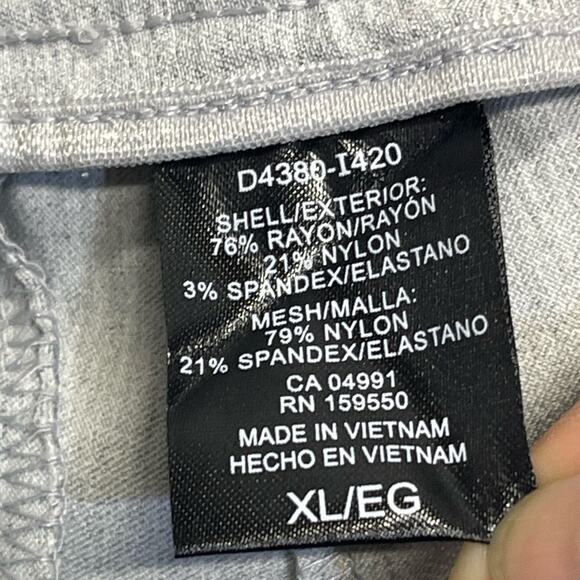 D4380-I420
SHELL/EXTERIOR:
76% RAYON/RAYÓN
21% NYLON
3% SPANDEX/ELASTANO
MESH/MALLA:
79% NYLON
21% SPANDEX/ELASTANO
CA 04991
RN 159550
MADE IN VIETNAM
HECHO EN VIETNAM
XL/EG